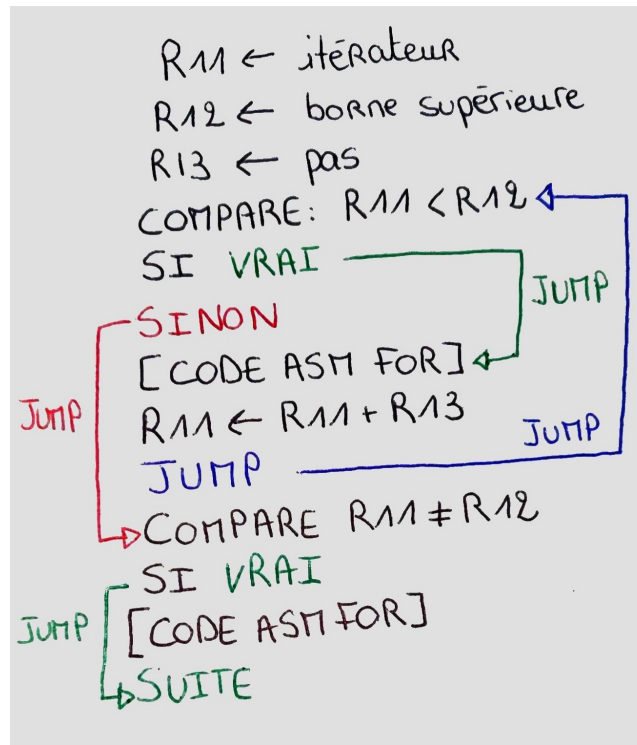 R11 ← itérateur
R12 ← borne supérieure
R13 ← pas
COMPARE: R11 < R12
SI VRAI
JUMP
SINON
[CODE ASM FOR]
JUMP
R11 ← R11 + R13
JUMP
JUMP
COMPARE R11 ≠ R12
SI VRAI
JUMP
[CODE ASM FOR]
SUITE